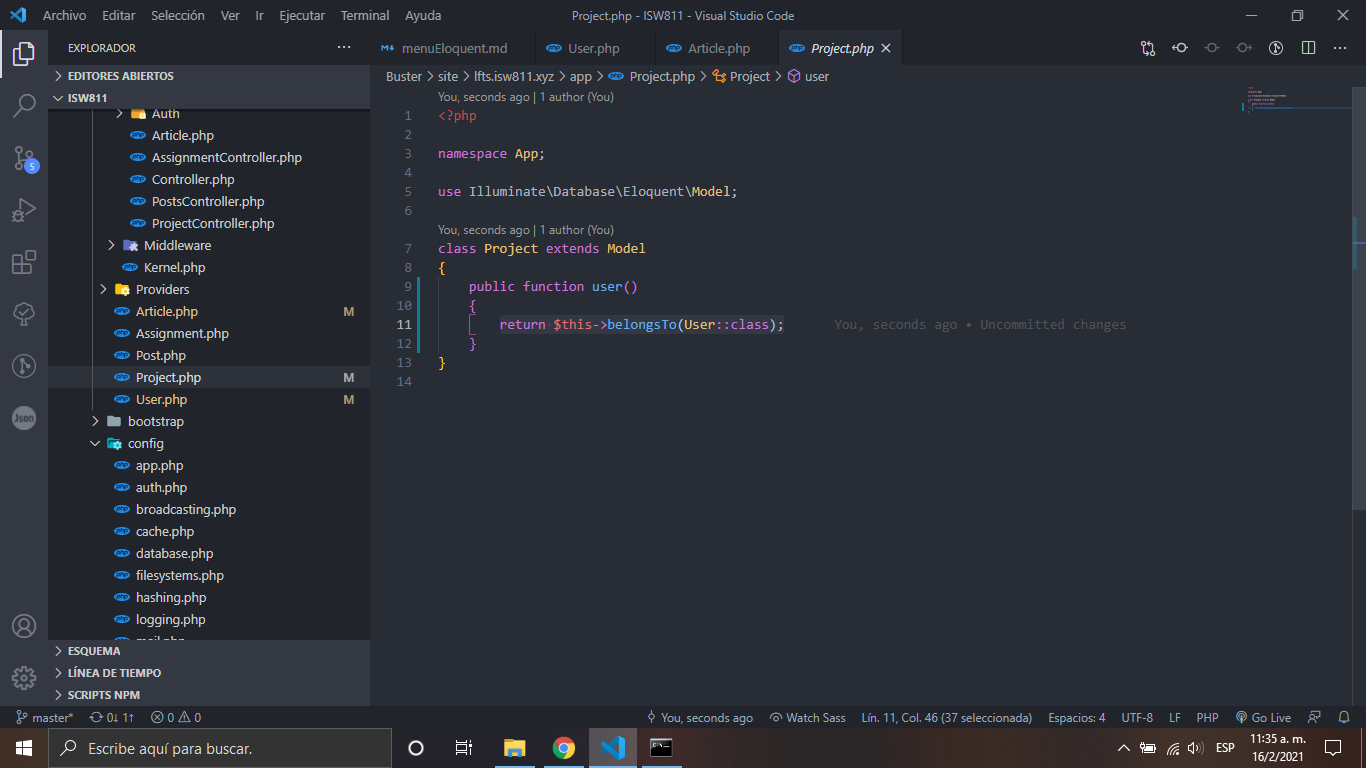 Archivo Editar Selección Ver Ir Ejecutar Terminal Ayuda
Project.php - ISW811 - Visual Studio Code
EXPLORADOR
EDITORES ABIERTOS
ISW811
Auth
Article.php
AssignmentController.php
Controller.php
PostsController.php
ProjectController.php
Middleware
Kernel.php
Providers
Article.php M
Assignment.php
Post.php
Project.php M
User.php M
bootstrap
config
app.php
auth.php
broadcasting.php
cache.php
database.php
filesystems.php
hashing.php
logging.php
mail.php
ESQUEMA
LÍNEA DE TIEMPO
SCRIPTS NPM
5
Json
menuEloquent.md User.php Article.php Project.php
Buster > site > lfts.isw811.xyz > app > Project.php > Project > user
You, seconds ago | 1 author (You)
1 <?php
2
3 namespace App;
4
5 use Illuminate\Database\Eloquent\Model;
6
You, seconds ago | 1 author (You)
7 class Project extends Model
8 {
9 public function user()
10 {
11 return $this->belongsTo(User::class); You, seconds ago • Uncommitted changes
12 }
13 }
14
master* 0↓ 1↑ 0 0 You, seconds ago Watch Sass Lín. 11, Col. 46 (37 seleccionada) Espacios: 4 UTF-8 LF PHP Go Live
Escribe aquí para buscar.
ESP
11:35 a. m.
16/2/2021